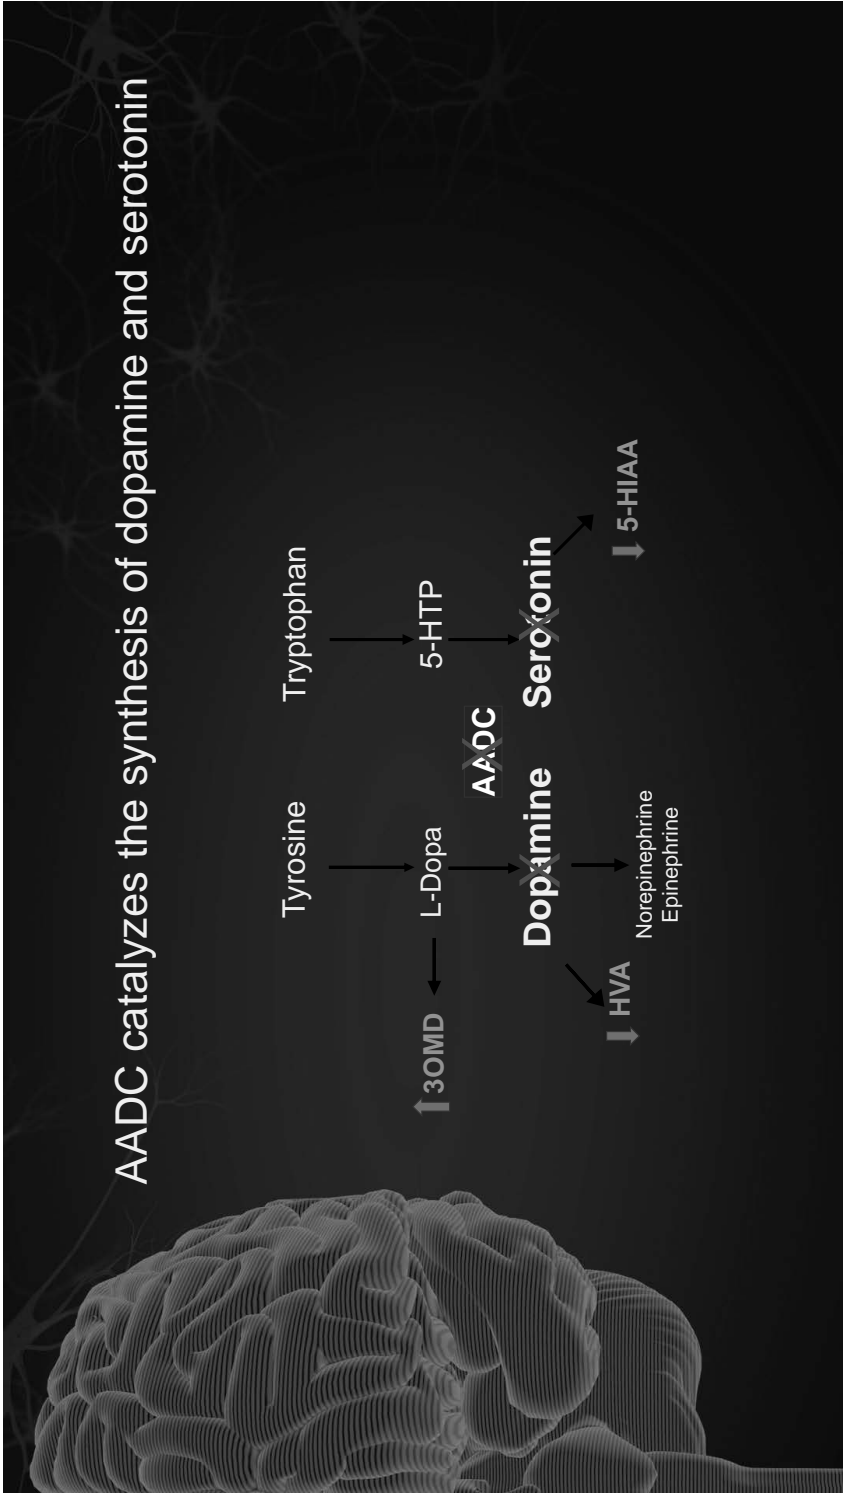 AADC catalyzes the synthesis of dopamine and serotonin
Tyrosine
Tryptophan
3OMD
L-Dopa
5-HTP
AADC
Dopamine
Serotonin
HVA
Norepinephrine
Epinephrine
5-HIAA